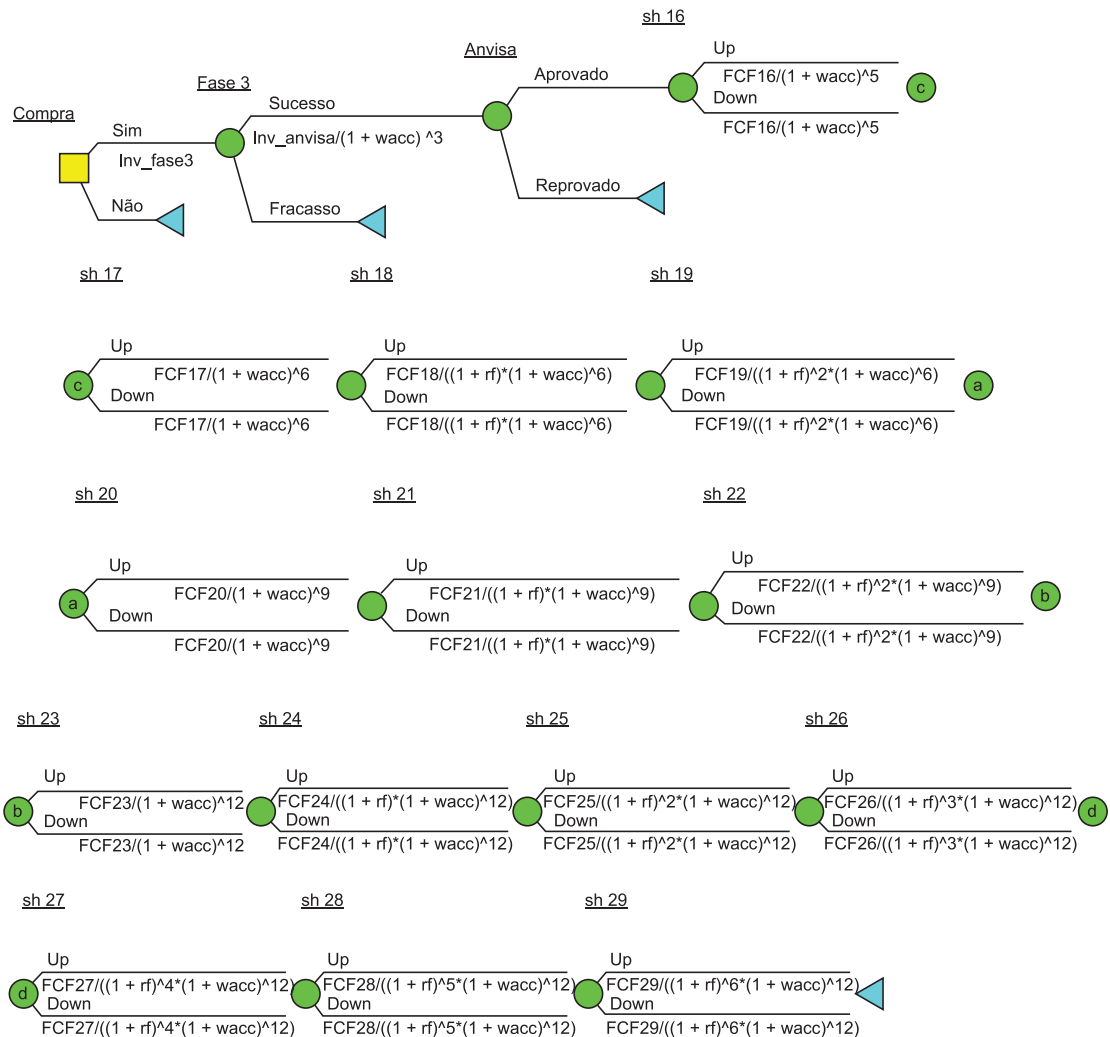 sh 16
Anvisa
Up
Aprovado
Fase 3
FCF16/(1 + wacc)^5
c
Sucesso
Down
Compra
FCF16/(1 + wacc)^5
Sim
Inv_anvisa/(1 + wacc) ^3
Inv_fase3
Reprovado
Não
Fracasso
sh 17
sh 18
sh 19
Up
Up
Up
FCF17/(1 + wacc)^6
FCF18/((1 + rf)*(1 + wacc)^6)
FCF19/((1 + rf)^2*(1 + wacc)^6)
c
a
Down
Down
Down
FCF17/(1 + wacc)^6
FCF18/((1 + rf)*(1 + wacc)^6)
FCF19/((1 + rf)^2*(1 + wacc)^6)
sh 20
sh 21
sh 22
Up
Up
Up
FCF20/(1 + wacc)^9
FCF21/((1 + rf)*(1 + wacc)^9)
FCF22/((1 + rf)^2*(1 + wacc)^9)
a
b
Down
Down
Down
FCF20/(1 + wacc)^9
FCF21/((1 + rf)*(1 + wacc)^9)
FCF22/((1 + rf)^2*(1 + wacc)^9)
sh 23
sh 24
sh 25
sh 26
Up
Up
Up
Up
FCF23/(1 + wacc)^12
FCF24/((1 + rf)*(1 + wacc)^12)
FCF25/((1 + rf)^2*(1 + wacc)^12)
FCF26/((1 + rf)^3*(1 + wacc)^12)
b
d
Down
Down
Down
Down
FCF23/(1 + wacc)^12
FCF24/((1 + rf)*(1 + wacc)^12)
FCF25/((1 + rf)^2*(1 + wacc)^12)
FCF26/((1 + rf)^3*(1 + wacc)^12)
sh 27
sh 28
sh 29
Up
Up
Up
FCF27/((1 + rf)^4*(1 + wacc)^12)
FCF28/((1 + rf)^5*(1 + wacc)^12)
FCF29/((1 + rf)^6*(1 + wacc)^12)
d
Down
Down
Down
FCF27/((1 + rf)^4*(1 + wacc)^12)
FCF28/((1 + rf)^5*(1 + wacc)^12)
FCF29/((1 + rf)^6*(1 + wacc)^12)